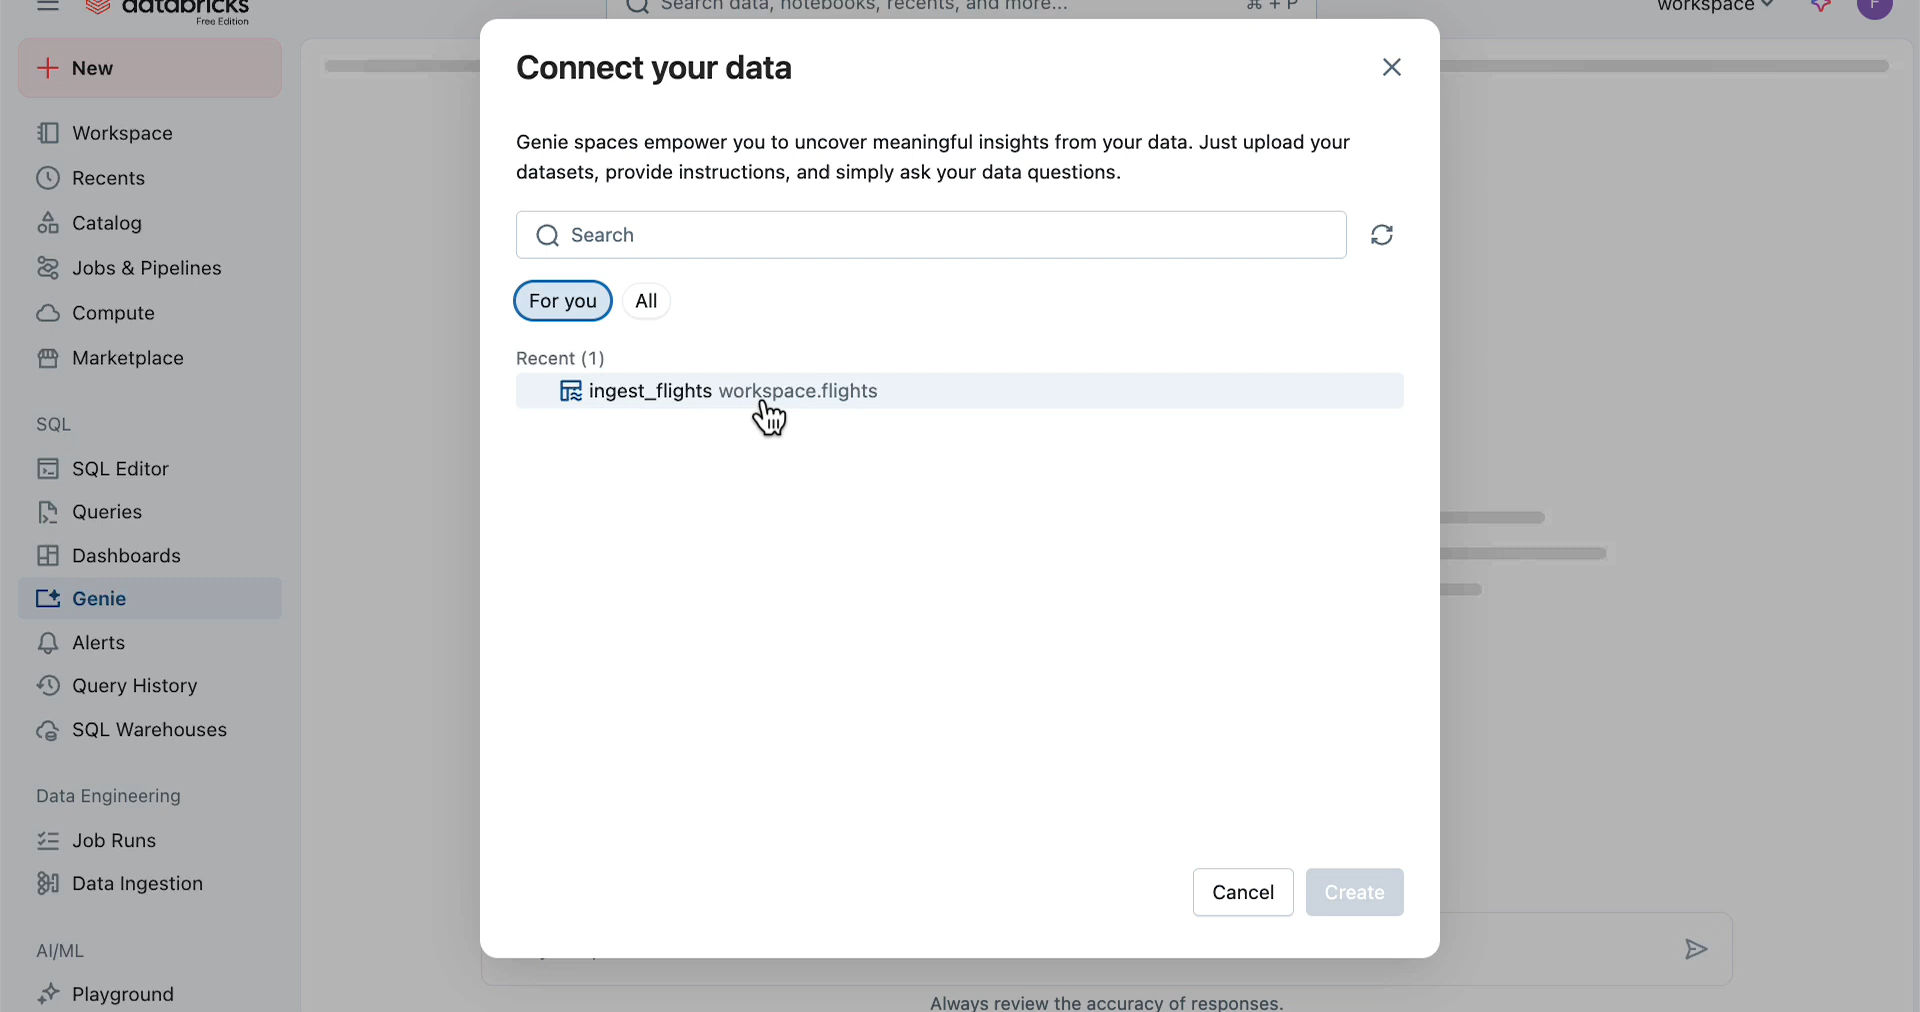 databricks
Free Edition
Search data, notebooks, recents, and more...
⌘ + P
workspace
F
New
Workspace
Recents
Catalog
Jobs & Pipelines
Compute
Marketplace
SQL
SQL Editor
Queries
Dashboards
Genie
Alerts
Query History
SQL Warehouses
Data Engineering
Job Runs
Data Ingestion
AI/ML
Playground
Connect your data
Genie spaces empower you to uncover meaningful insights from your data. Just upload your
datasets, provide instructions, and simply ask your data questions.
Search
For you
All
Recent (1)
ingest_flights workspace.flights
Cancel
Create
Always review the accuracy of responses.